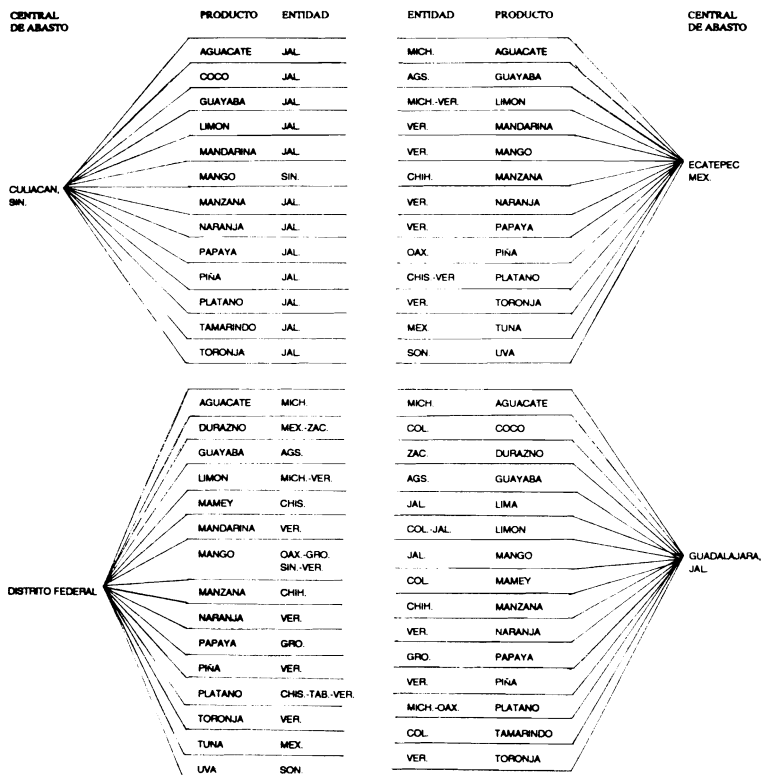 CENTRAL DE ABASTO PRODUCTO ENTIDAD
AGUACATE JAL.
COCO JAL.
GUAYABA JAL.
LIMON JAL.
MANDARINA JAL.
MANGO SIN.
MANZANA JAL.
NARANJA JAL.
PAPAYA JAL.
PIÑA JAL.
PLATANO JAL.
TAMARINDO JAL.
TORONJA JAL.
CULIACAN, SIN.
ENTIDAD PRODUCTO CENTRAL DE ABASTO
MICH. AGUACATE
AGS. GUAYABA
MICH.-VER. LIMON
VER. MANDARINA
VER. MANGO
CHIH. MANZANA
VER. NARANJA
VER. PAPAYA
OAX. PIÑA
CHIS.-VER PLATANO
VER. TORONJA
MEX. TUNA
SON. UVA
ECATEPEC MEX.
AGUACATE MICH.
DURAZNO MEX.-ZAC.
GUAYABA AGS.
LIMON MICH.-VER.
MAMEY CHIS.
MANDARINA VER.
MANGO OAX.-GRO.
SIN.-VER.
MANZANA CHIH.
NARANJA VER.
PAPAYA GRO.
PIÑA VER.
PLATANO CHIS.-TAB.-VER.
TORONJA VER.
TUNA MEX.
UVA SON.
DISTRITO FEDERAL
MICH. AGUACATE
COL. COCO
ZAC. DURAZNO
AGS. GUAYABA
JAL. LIMA
COL.-JAL. LIMON
JAL. MANGO
COL. MAMEY
CHIH. MANZANA
VER. NARANJA
GRO. PAPAYA
VER. PIÑA
MICH.-OAX. PLATANO
COL. TAMARINDO
VER. TORONJA
GUADALAJARA, JAL.